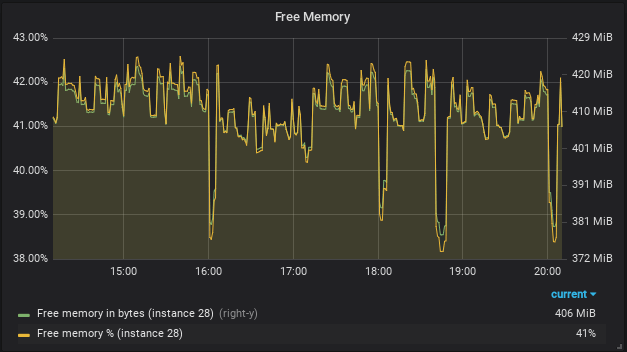 Free Memory
43.00%
42.00%
41.00%
40.00%
39.00%
38.00%
429 MiB
420 MiB
410 MiB
401 MiB
391 MiB
381 MiB
372 MiB
15:00 16:00 17:00 18:00 19:00 20:00
current
Free memory in bytes (instance 28) (right-y) 406 MiB
Free memory % (instance 28) 41%